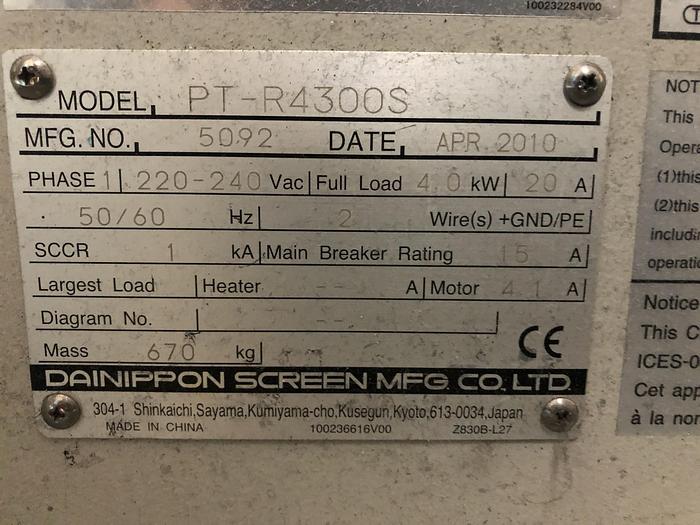 100232284V00
MODEL PT-R4300S
MFG. NO. 5092 DATE APR. 2010
PHASE 1 220-240 Vac Full Load 4.0 kW 20 A
50/60 Hz 2 Wire(s) +GND/PE
SCCR 1 kA Main Breaker Rating 15 A
Largest Load Heater -- A Motor 4.1 A
Diagram No. --
Mass 670 kg CE
DAINIPPON SCREEN MFG. CO., LTD.
304-1 Shinkaichi,Sayama,Kumiyama-cho,Kusegun,Kyoto,613-0034,Japan
MADE IN CHINA 100236616V00 Z830B-L27
NOT
This
Opera
(1)this
(2)this
includi
operati
Notice
This C
ICES-0
Cet app
à la nor